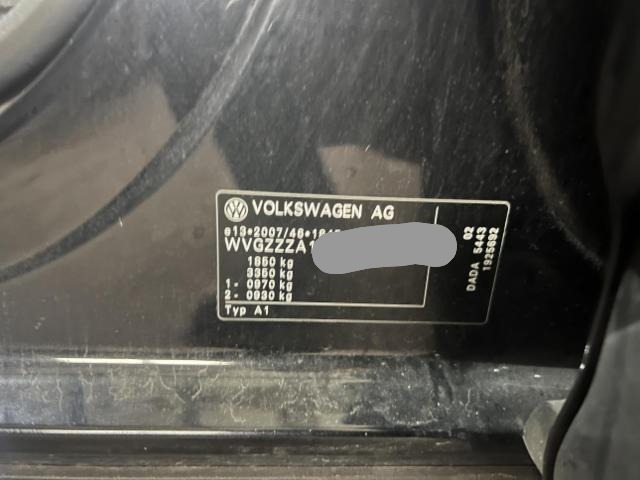 VOLKSWAGEN AG
e13*2007/46*
WVGZZZA1
1850 kg
3350 kg
1 - 0970 kg
2 - 0930 kg
Typ A1
02
DADA 5443
1925692